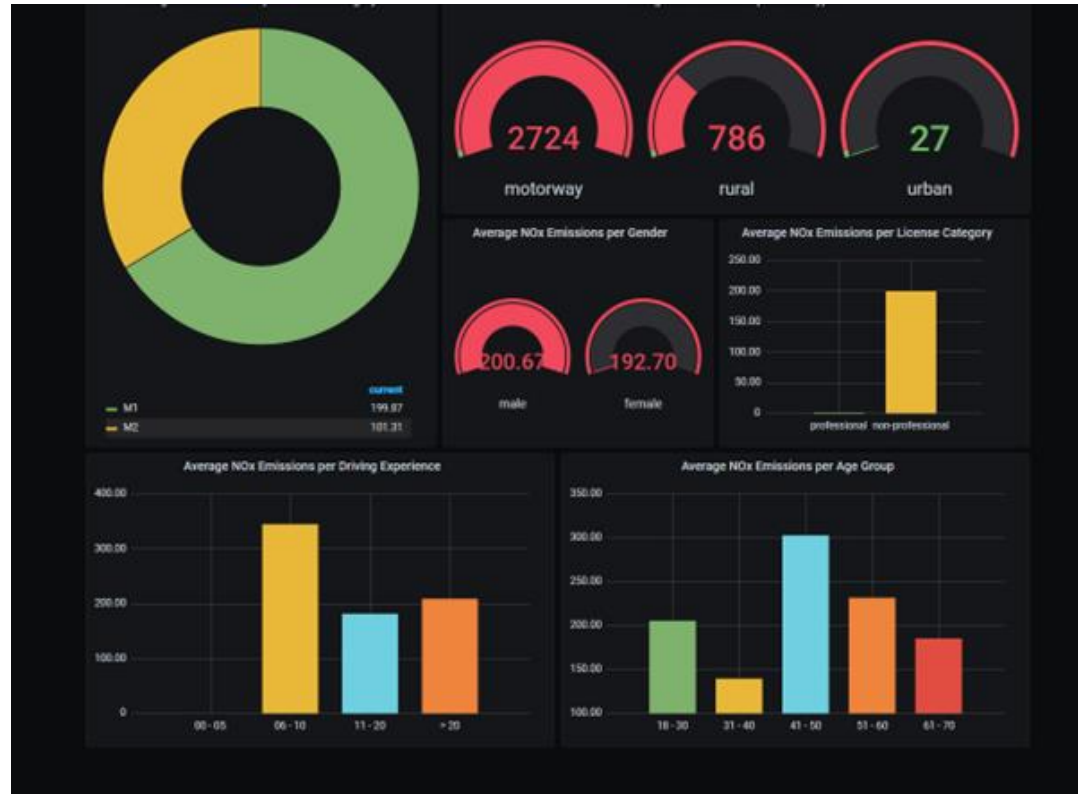 2724
786
27
motorway
rural
urban
Average NOx Emissions per Gender
200.67
192.70
male
female
Average NOx Emissions per License Category
250.00
200.00
150.00
100.00
50.00
0
professional non-professional
current
M1 199.87
M2 101.31
Average NOx Emissions per Driving Experience
400.00
300.00
200.00
100.00
0
00 - 05 06 - 10 11 - 20 > 20
Average NOx Emissions per Age Group
350.00
300.00
250.00
200.00
150.00
100.00
18 - 30 31 - 40 41 - 50 51 - 60 61 - 70